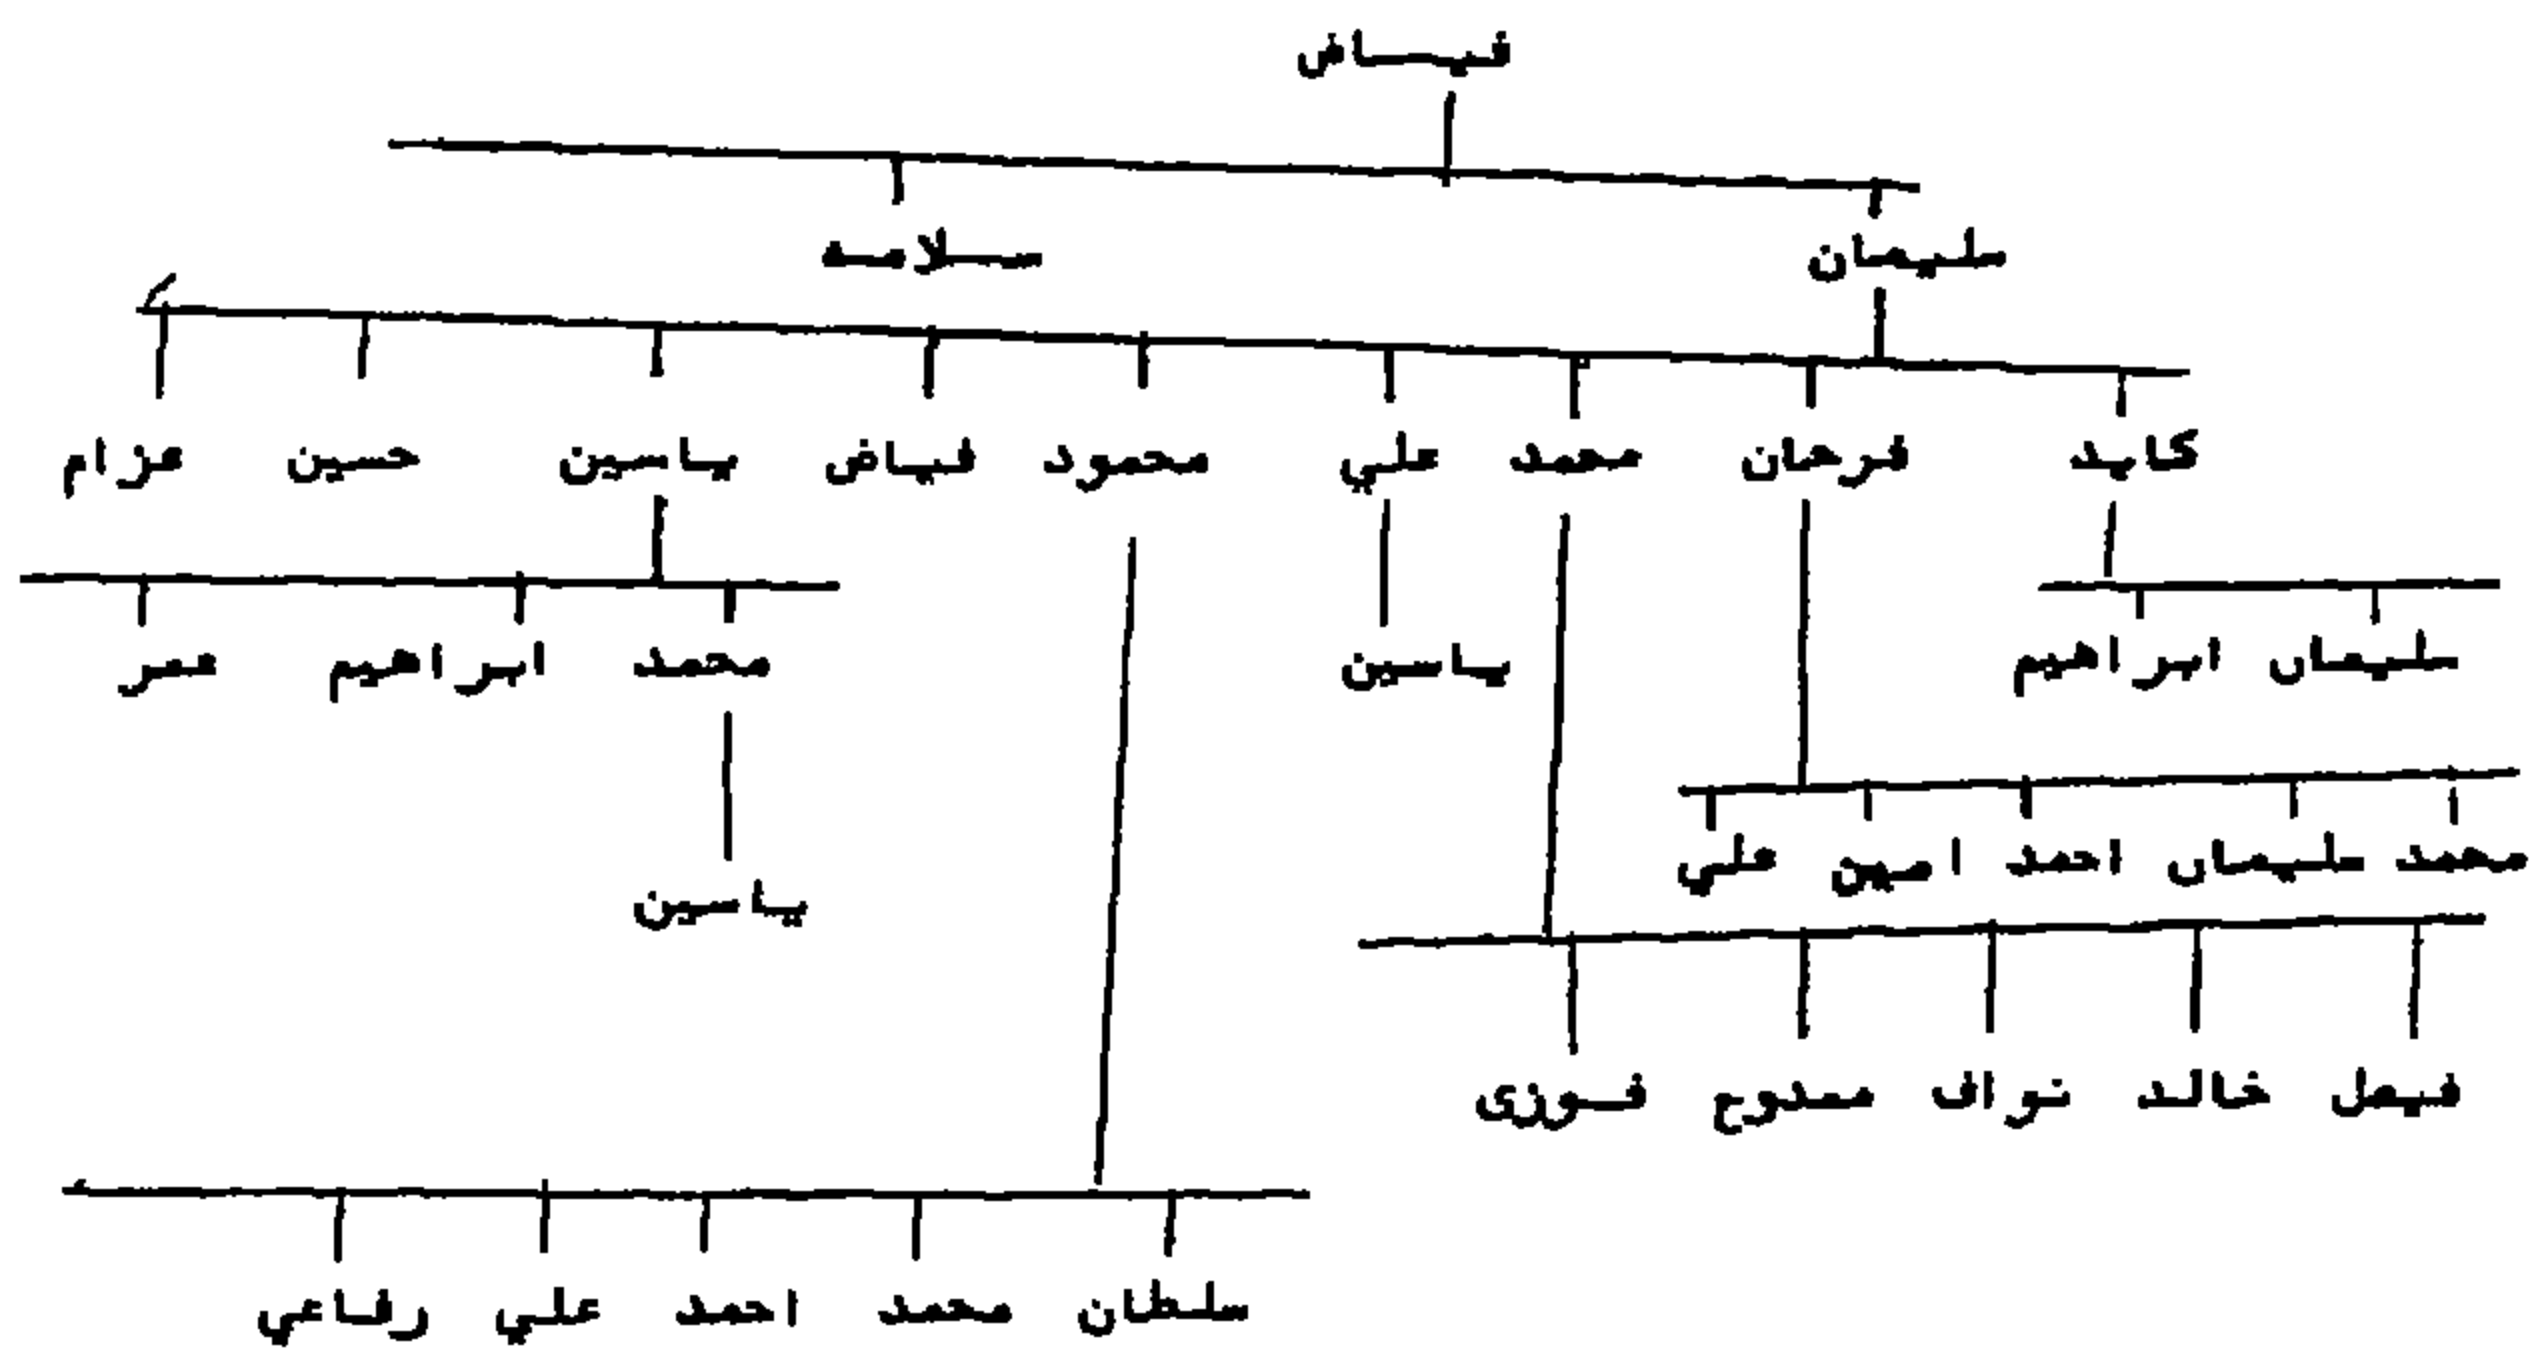 فياض
سليمان سلامه
كايد فرحان محمد علي محمود فياض ياسين حسين عزام
سليمان ابراهيم ياسين محمد ابراهيم عمر
محمد سليمان احمد امين علي
ياسين
فيصل خالد نواف ممدوح فوزى
سلطان محمد احمد علي رفاعي